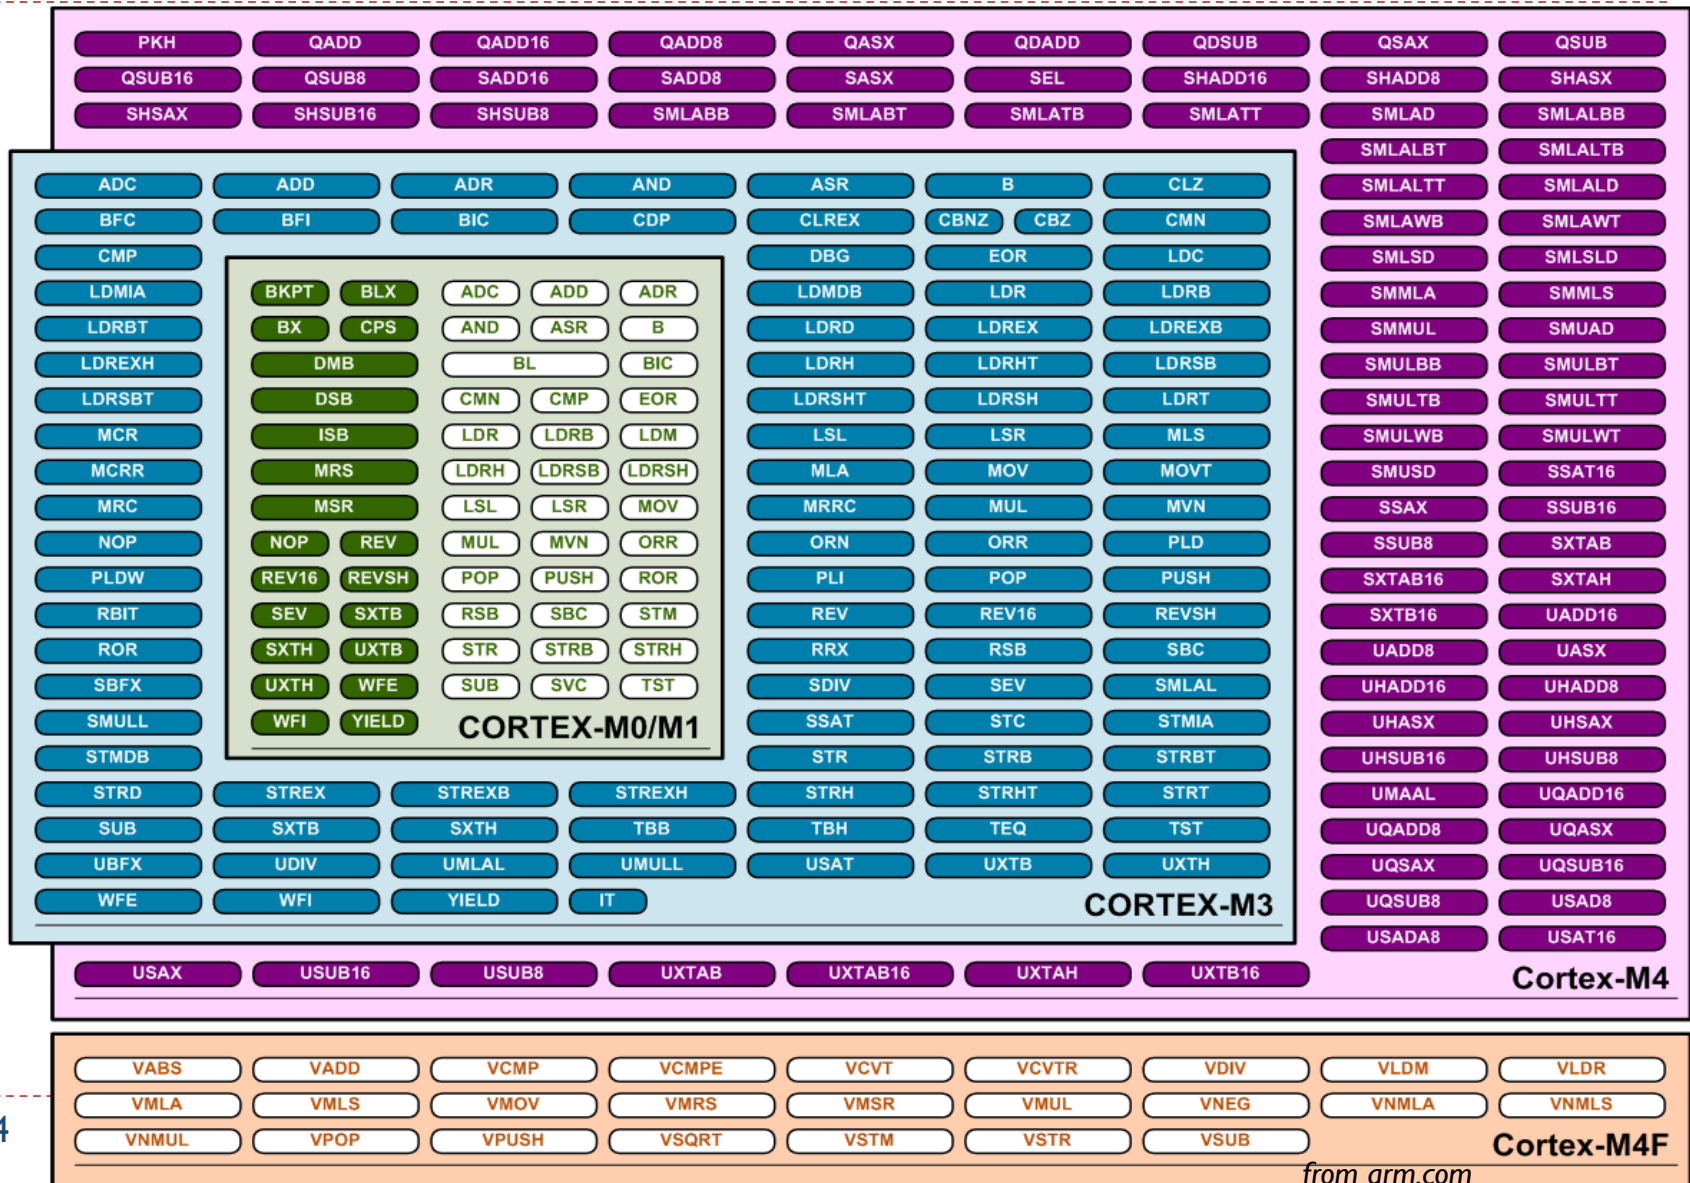 PKH QADD QADD16 QADD8 QASX QDADD QDSUB QSAX QSUB
QSUB16 QSUB8 SADD16 SADD8 SASX SEL SHADD16 SHADD8 SHASX
SHSAX SHSUB16 SHSUB8 SMLABB SMLABT SMLATB SMLATT SMLAD SMLALBB
SMLALBT SMLALTB
ADC ADD ADR AND ASR B CLZ SMLALTT SMLALD
BFC BFI BIC CDP CLREX CBNZ CBZ CMN SMLAWB SMLAWT
CMP DBG EOR LDC SMLSD SMLSLD
LDMIA BKPT BLX ADC ADD ADR LDMDB LDR LDRB SMMLA SMMLS
LDRBT BX CPS AND ASR B LDRD LDREX LDREXB SMMUL SMUAD
LDREXH DMB BL BIC LDRH LDRHT LDRSB SMULBB SMULBT
LDRSBT DSB CMN CMP EOR LDRSHT LDRSH LDRT SMULTB SMULTT
MCR ISB LDR LDRB LDM LSL LSR MLS SMULWB SMULWT
MCRR MRS LDRH LDRSB LDRSH MLA MOV MOVT SMUSD SSAT16
MRC MSR LSL LSR MOV MRRC MUL MVN SSAX SSUB16
NOP NOP REV MUL MVN ORR ORN ORR PLD SSUB8 SXTAB
PLDW REV16 REVSH POP PUSH ROR PLI POP PUSH SXTAB16 SXTAH
RBIT SEV SXTB RSB SBC STM REV REV16 REVSH SXTB16 UADD16
ROR SXTH UXTB STR STRB STRH RRX RSB SBC UADD8 UASX
SBFX UXTH WFE SUB SVC TST SDIV SEV SMLAL UHADD16 UHADD8
SMULL WFI YIELD CORTEX-M0/M1 SSAT STC STMIA UHASX UHSAX
STMDB STR STRB STRBT UHSUB16 UHSUB8
STRD STREX STREXB STREXH STRH STRHT STRT UMAAL UQADD16
SUB SXTB SXTH TBB TBH TEQ TST UQADD8 UQASX
UBFX UDIV UMLAL UMULL USAT UXTB UXTH UQSAX UQSUB16
WFE WFI YIELD IT CORTEX-M3 UQSUB8 USAD8
USADA8 USAT16
USAX USUB16 USUB8 UXTAB UXTAB16 UXTAH UXTB16 Cortex-M4
VABS VADD VCMP VCMPE VCVT VCVTR VDIV VLDM VLDR
VMLA VMLS VMOV VMRS VMSR VMUL VNEG VNMLA VNMLS
4
VNMUL VPOP VPUSH VSQRT VSTM VSTR VSUB Cortex-M4F
from arm.com